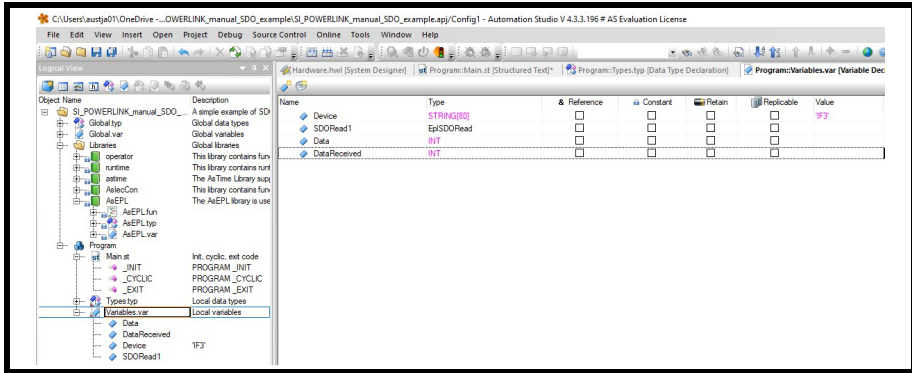 C:\Users\austja01\OneDrive -...OWERLINK_manual_SDO_example\SI_POWERLINK_manual_SDO_example.apj/Config1 - Automation Studio V 4.3.3.196 # AS Evaluation License
File Edit View Insert Open Project Debug Source Control Online Tools Window Help
Logical View
Hardware.hwl [System Designer] Program::Main.st [Structured Text]* Program::Types.typ [Data Type Declaration] Program::Variables.var [Variable Dec
Object Name Description
SI_POWERLINK_manual_SDO_... A simple example of SD
Global.typ Global data types
Global.var Global variables
Libraries Global libraries
operator This library contains fun
runtime This library contains runt
astime The AsTime Library supp
AsIecCon This library contains fun
AsEPL The AsEPL library is use
AsEPL.fun
AsEPL.typ
AsEPL.var
Program
Main.st Init, cyclic, exit code
_INIT PROGRAM _INIT
_CYCLIC PROGRAM _CYCLIC
_EXIT PROGRAM _EXIT
Types.typ Local data types
Variables.var Local variables
Data
DataReceived
Device 'IF3'
SDORead1
Name Type & Reference Constant Retain Replicable Value
Device STRING[80] 'IF3'
SDORead1 EplSDORead
Data INT
DataReceived INT